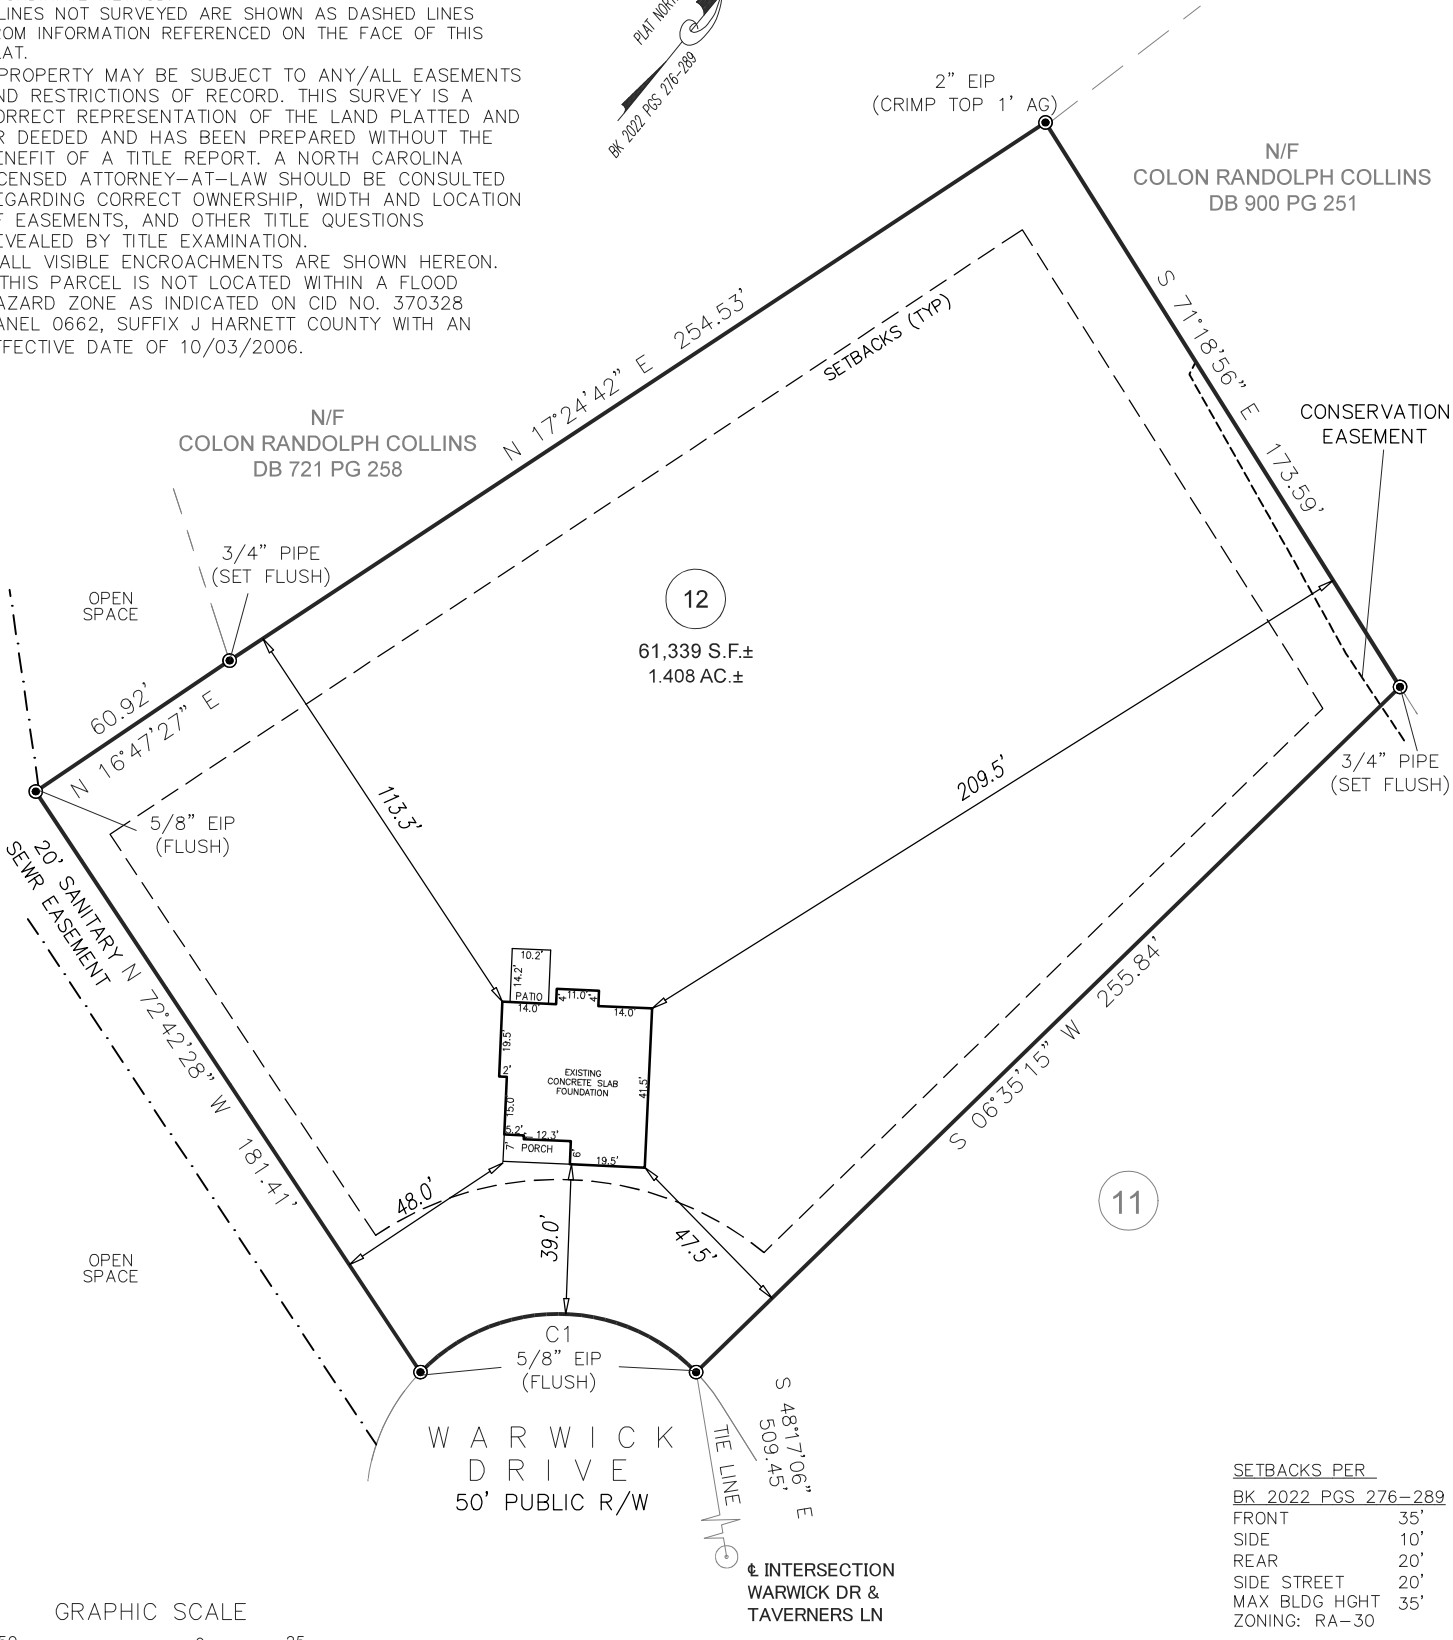 LINES NOT SURVEYED ARE SHOWN AS DASHED LINES
OM INFORMATION REFERENCED ON THE FACE OF THIS
AT.
PROPERTY MAY BE SUBJECT TO ANY/ALL EASEMENTS
ND RESTRICTIONS OF RECORD. THIS SURVEY IS A
ORRECT REPRESENTATION OF THE LAND PLATTED AND
R DEEDED AND HAS BEEN PREPARED WITHOUT THE
ENEFIT OF A TITLE REPORT. A NORTH CAROLINA
CENSED ATTORNEY-AT-LAW SHOULD BE CONSULTED
EGARDING CORRECT OWNERSHIP, WIDTH AND LOCATION
F EASEMENTS, AND OTHER TITLE QUESTIONS
EVEALED BY TITLE EXAMINATION.
ALL VISIBLE ENCROACHMENTS ARE SHOWN HEREON.
THIS PARCEL IS NOT LOCATED WITHIN A FLOOD
AZARD ZONE AS INDICATED ON CID NO. 370328
ANEL 0662, SUFFIX J HARNETT COUNTY WITH AN
FFECTIVE DATE OF 10/03/2006.
PLAT NORTH
BK 2022 PGS 276-289
2" EIP
(CRIMP TOP 1' AG)
N/F
COLON RANDOLPH COLLINS
DB 900 PG 251
N 17°24'42" E 254.53'
SETBACKS (TYP)
S 71°18'56" E 173.59'
CONSERVATION
EASEMENT
N/F
COLON RANDOLPH COLLINS
DB 721 PG 258
3/4" PIPE
(SET FLUSH)
OPEN
SPACE
12
61,339 S.F.±
1.408 AC.±
60.92'
N 16°47'27" E
5/8" EIP
(FLUSH)
113.3'
209.5'
3/4" PIPE
(SET FLUSH)
20' SANITARY
SEWR EASEMENT
N 72°42'28" W 181.41'
S 06°35'15" W 255.84'
10.2'
14.2'
PATIO
14.0'
4'
11.0'
4'
14.0'
19.5'
2'
EXISTING
CONCRETE SLAB
FOUNDATION
41.5'
15.0'
5.2'
12.3'
7'
PORCH
6'
19.5'
48.0'
39.0'
47.5'
11
OPEN
SPACE
C1
5/8" EIP
(FLUSH)
WARWICK
DRIVE
50' PUBLIC R/W
TIE LINE
S 48°17'06" E
509.45'
℄ INTERSECTION
WARWICK DR &
TAVERNERS LN
SETBACKS PER
BK 2022 PGS 276-289
FRONT 35'
SIDE 10'
REAR 20'
SIDE STREET 20'
MAX BLDG HGHT 35'
ZONING: RA-30
GRAPHIC SCALE